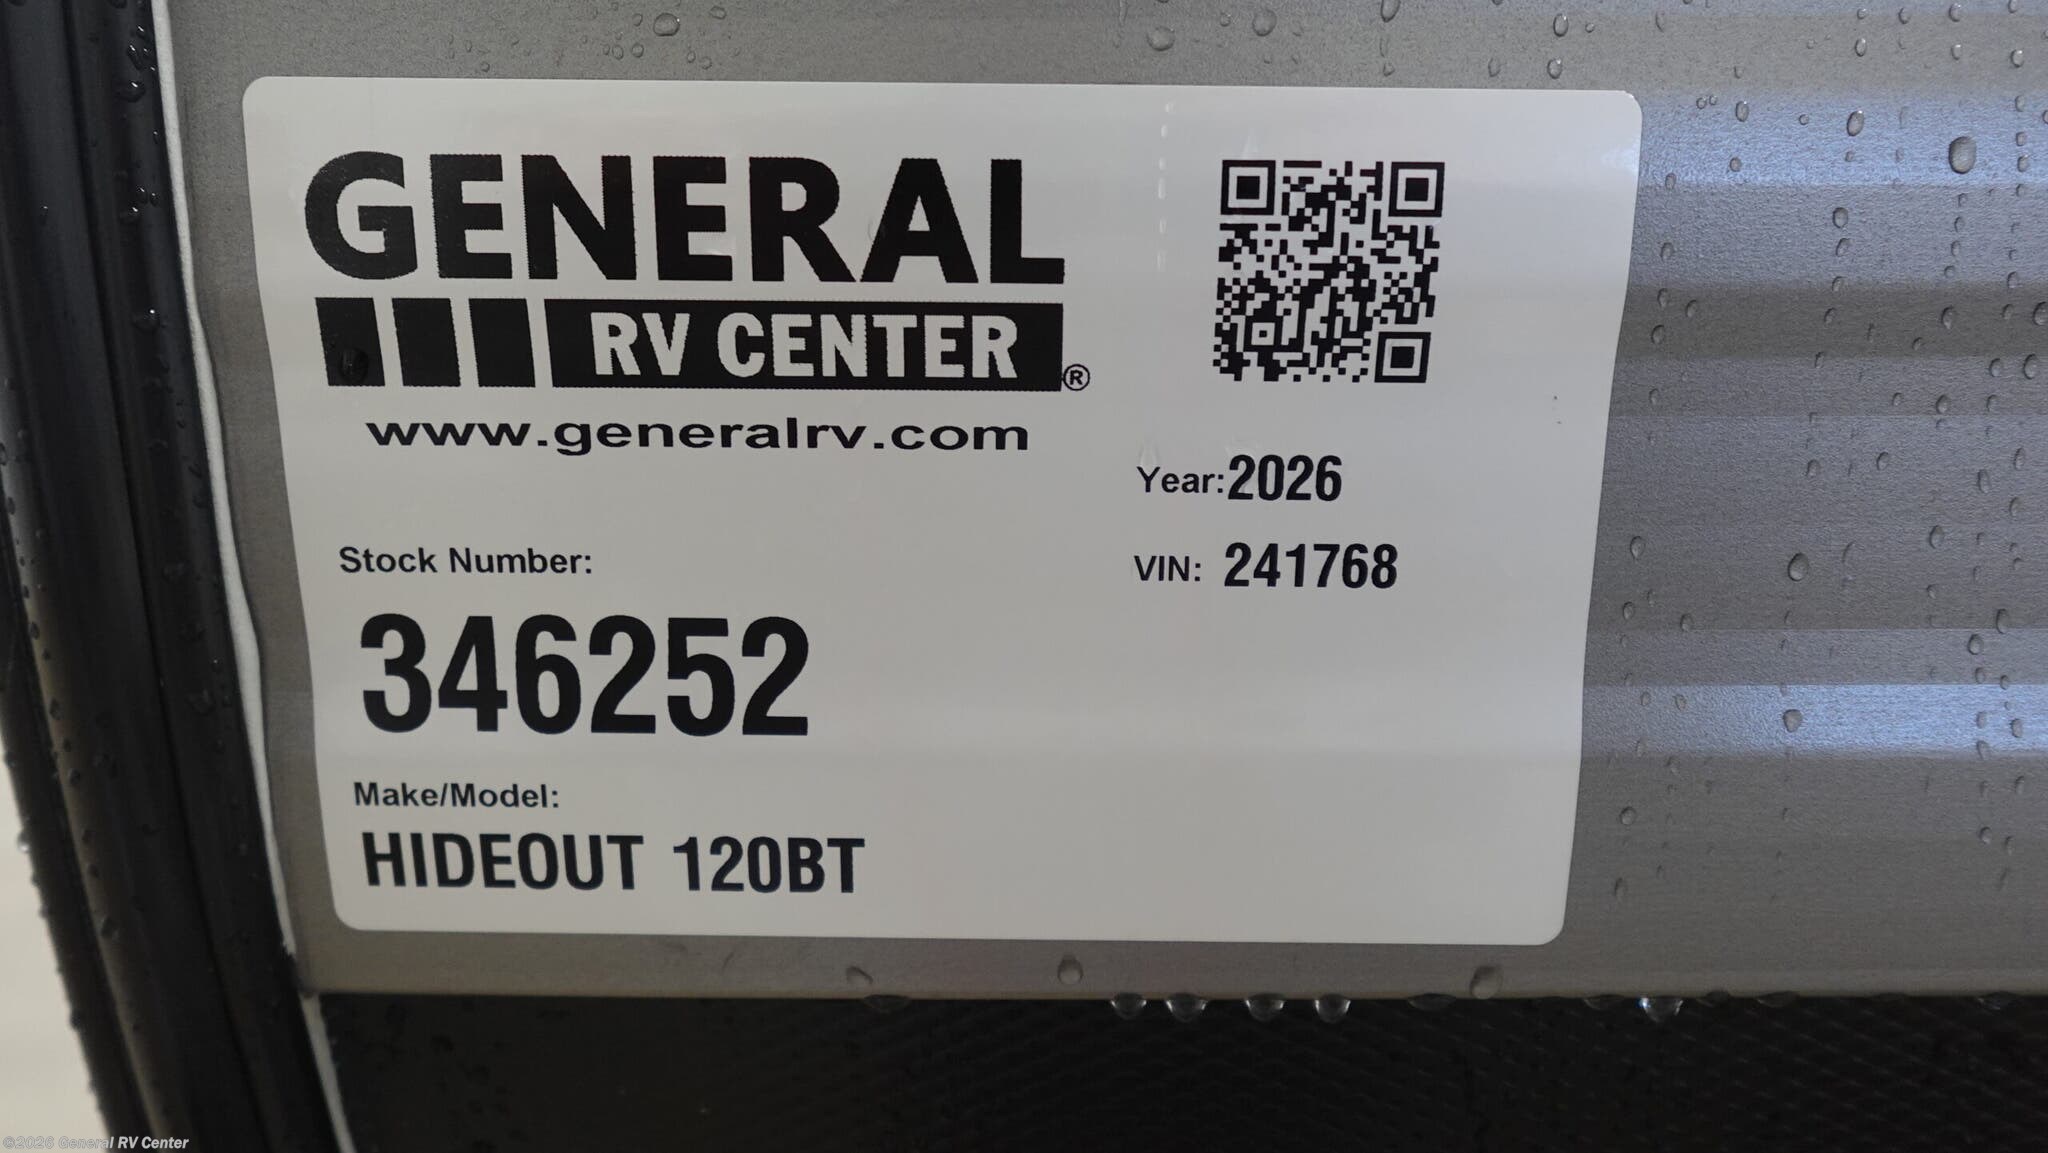 GENERAL
RV CENTER®
www.generalrv.com
Year: 2026
VIN: 241768
Stock Number:
346252
Make/Model:
HIDEOUT 120BT
©2026 General RV Center